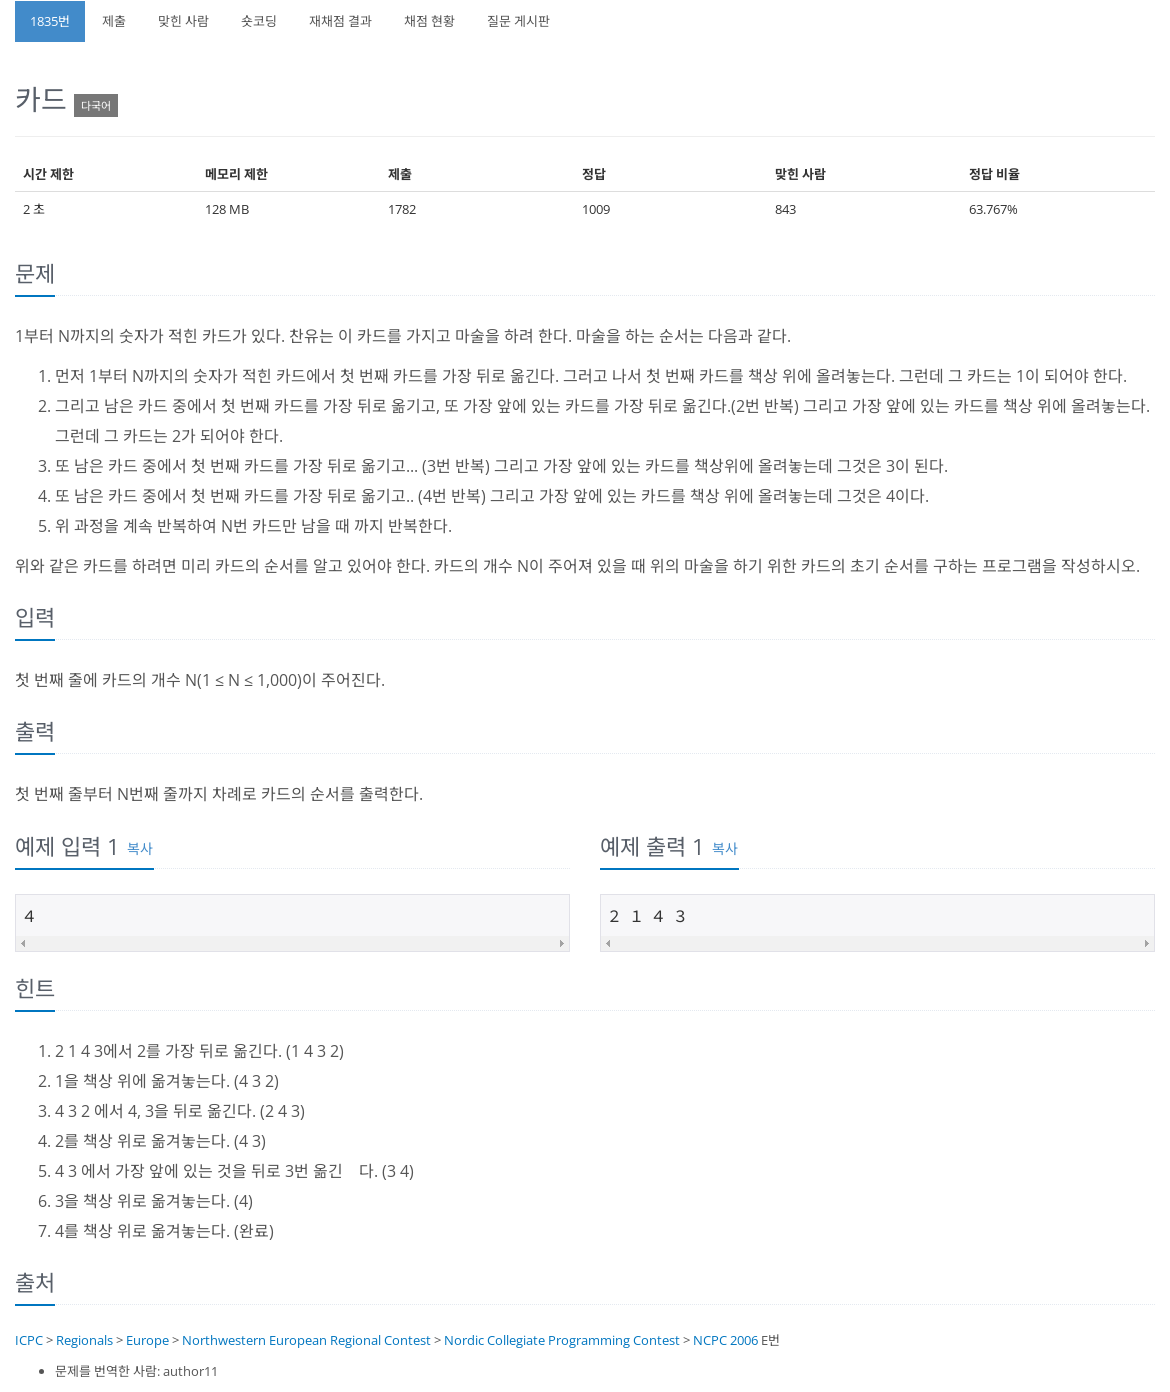 1835번 제출 맞힌 사람 숏코딩 재채점 결과 채점 현황 질문 게시판
카드 다국어
시간 제한 메모리 제한 제출 정답 맞힌 사람 정답 비율
2 초 128 MB 1782 1009 843 63.767%
문제
1부터 N까지의 숫자가 적힌 카드가 있다. 찬유는 이 카드를 가지고 마술을 하려 한다. 마술을 하는 순서는 다음과 같다.
1. 먼저 1부터 N까지의 숫자가 적힌 카드에서 첫 번째 카드를 가장 뒤로 옮긴다. 그러고 나서 첫 번째 카드를 책상 위에 올려놓는다. 그런데 그 카드는 1이 되어야 한다.
2. 그리고 남은 카드 중에서 첫 번째 카드를 가장 뒤로 옮기고, 또 가장 앞에 있는 카드를 가장 뒤로 옮긴다.(2번 반복) 그리고 가장 앞에 있는 카드를 책상 위에 올려놓는다.
그런데 그 카드는 2가 되어야 한다.
3. 또 남은 카드 중에서 첫 번째 카드를 가장 뒤로 옮기고... (3번 반복) 그리고 가장 앞에 있는 카드를 책상위에 올려놓는데 그것은 3이 된다.
4. 또 남은 카드 중에서 첫 번째 카드를 가장 뒤로 옮기고.. (4번 반복) 그리고 가장 앞에 있는 카드를 책상 위에 올려놓는데 그것은 4이다.
5. 위 과정을 계속 반복하여 N번 카드만 남을 때 까지 반복한다.
위와 같은 카드를 하려면 미리 카드의 순서를 알고 있어야 한다. 카드의 개수 N이 주어져 있을 때 위의 마술을 하기 위한 카드의 초기 순서를 구하는 프로그램을 작성하시오.
입력
첫 번째 줄에 카드의 개수 N(1 ≤ N ≤ 1,000)이 주어진다.
출력
첫 번째 줄부터 N번째 줄까지 차례로 카드의 순서를 출력한다.
예제 입력 1 복사 예제 출력 1 복사
4 2 1 4 3
힌트
1. 2 1 4 3에서 2를 가장 뒤로 옮긴다. (1 4 3 2)
2. 1을 책상 위에 옮겨놓는다. (4 3 2)
3. 4 3 2 에서 4, 3을 뒤로 옮긴다. (2 4 3)
4. 2를 책상 위로 옮겨놓는다. (4 3)
5. 4 3 에서 가장 앞에 있는 것을 뒤로 3번 옮긴 다. (3 4)
6. 3을 책상 위로 옮겨놓는다. (4)
7. 4를 책상 위로 옮겨놓는다. (완료)
출처
ICPC > Regionals > Europe > Northwestern European Regional Contest > Nordic Collegiate Programming Contest > NCPC 2006 E번
• 문제를 번역한 사람: author11